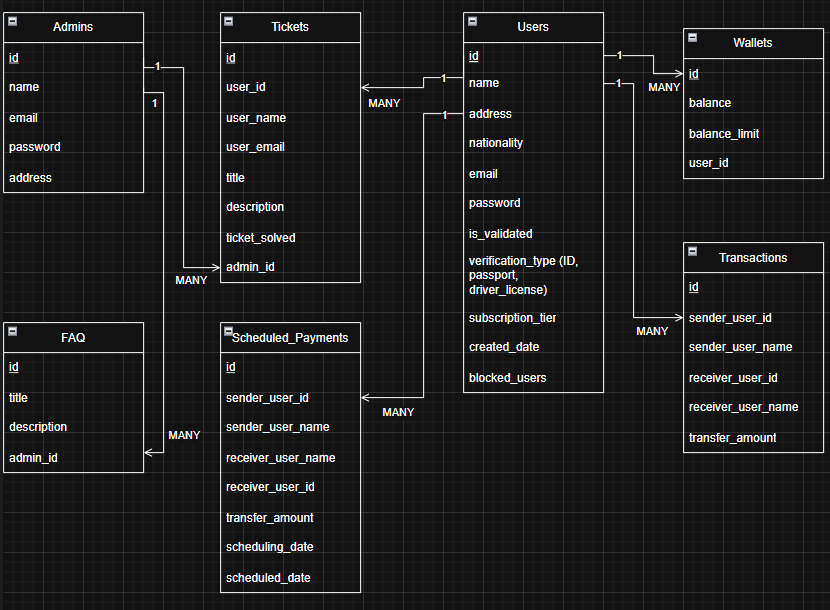 Admins
id
name
email
password
address
1
1
Tickets
id
user_id
user_name
user_email
title
description
ticket_solved
admin_id
MANY
Users
id
name
address
nationality
email
password
is_validated
verification_type (ID,
passport,
driver_license)
subscription_tier
created_date
blocked_users
1
MANY
1
1
MANY
1
MANY
Wallets
id
balance
balance_limit
user_id
Transactions
id
sender_user_id
sender_user_name
receiver_user_id
receiver_user_name
transfer_amount
FAQ
id
title
description
admin_id
MANY
Scheduled_Payments
id
sender_user_id
sender_user_name
receiver_user_name
receiver_user_id
transfer_amount
scheduling_date
scheduled_date
MANY